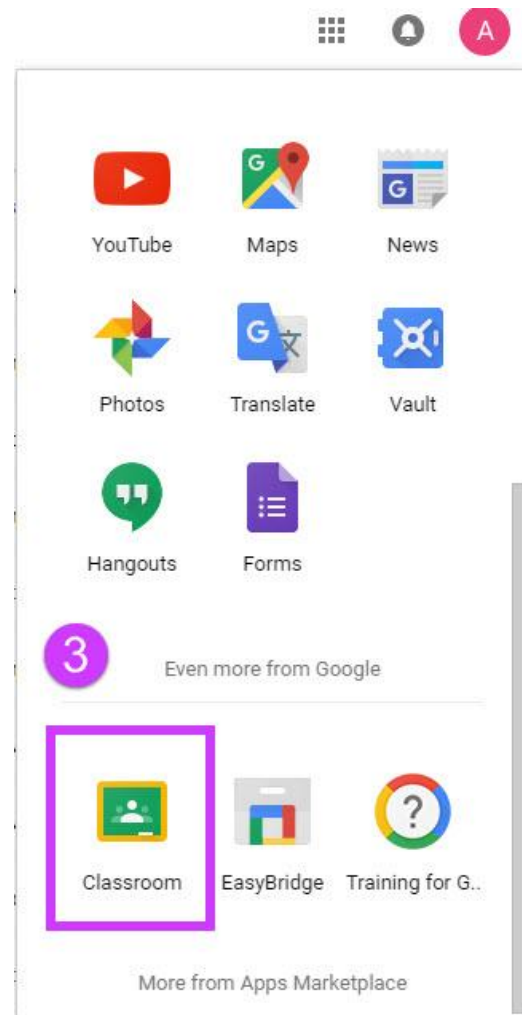 A
YouTube Maps News
Photos Translate Vault
Hangouts Forms
3
Even more from Google
Classroom EasyBridge Training for G..
More from Apps Marketplace